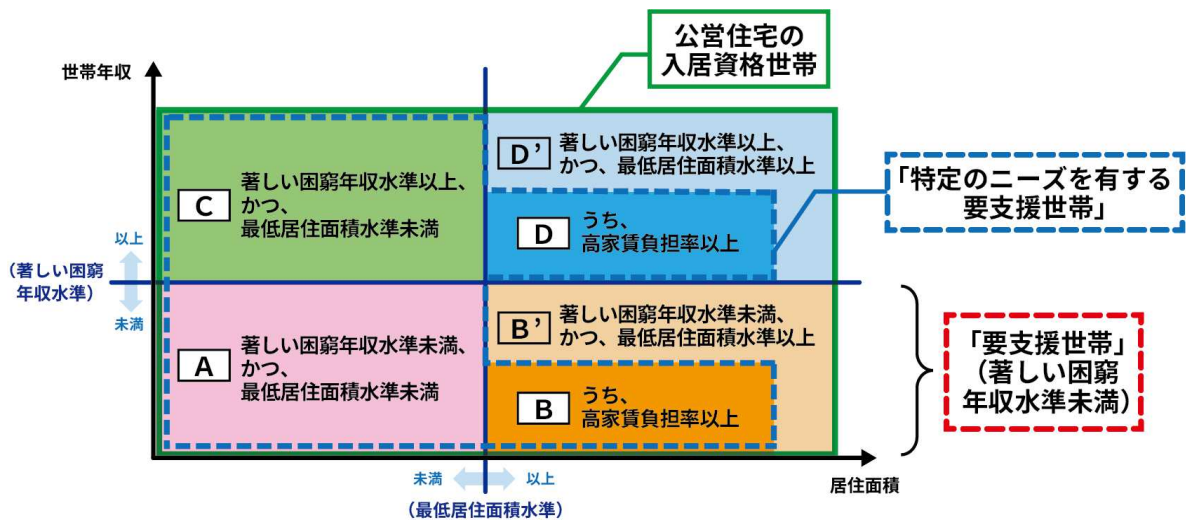 公営住宅の
入居資格世帯
世帯年収
D’
著しい困窮年収水準以上、
かつ、最低居住面積水準以上
C
著しい困窮年収水準以上、
かつ、
最低居住面積水準未満
D
うち、
高家賃負担率以上
「特定のニーズを有する
要支援世帯」
以上
（著しい困窮
年収水準）
未満
A
著しい困窮年収水準未満、
かつ、
最低居住面積水準未満
B’
著しい困窮年収水準未満、
かつ、最低居住面積水準以上
B
うち、
高家賃負担率以上
「要支援世帯」
（著しい困窮
年収水準未満）
未満
以上
（最低居住面積水準）
居住面積